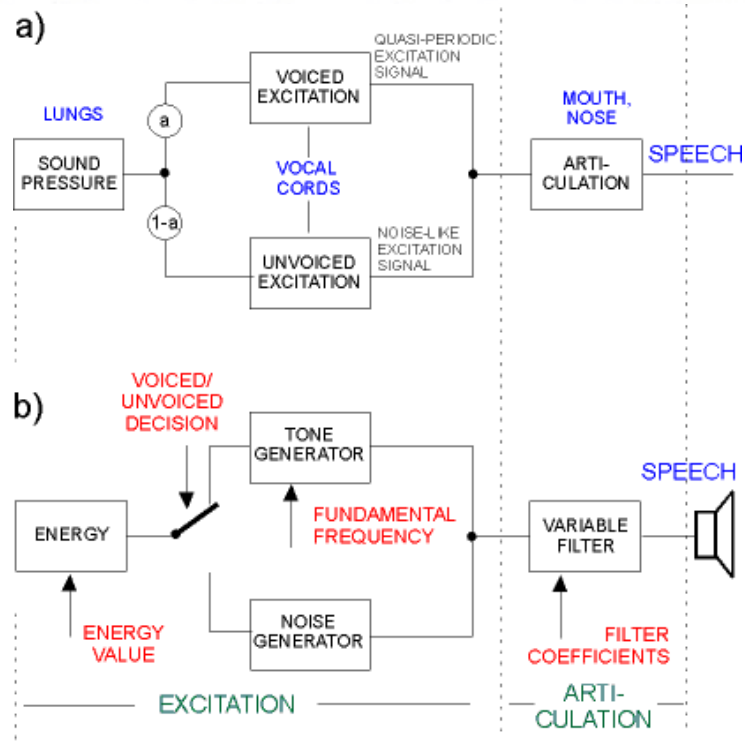 a)
QUASI-PERIODIC
EXCITATION
SIGNAL
VOICED
EXCITATION
LUNGS
a
MOUTH,
NOSE
SOUND
PRESSURE
VOCAL
CORDS
ARTI-
CULATION
SPEECH
1-a
NOISE-LIKE
EXCITATION
SIGNAL
UNVOICED
EXCITATION
b)
VOICED/
UNVOICED
DECISION
TONE
GENERATOR
SPEECH
ENERGY
FUNDAMENTAL
FREQUENCY
VARIABLE
FILTER
ENERGY
VALUE
NOISE
GENERATOR
FILTER
COEFFICIENTS
EXCITATION
ARTI-
CULATION